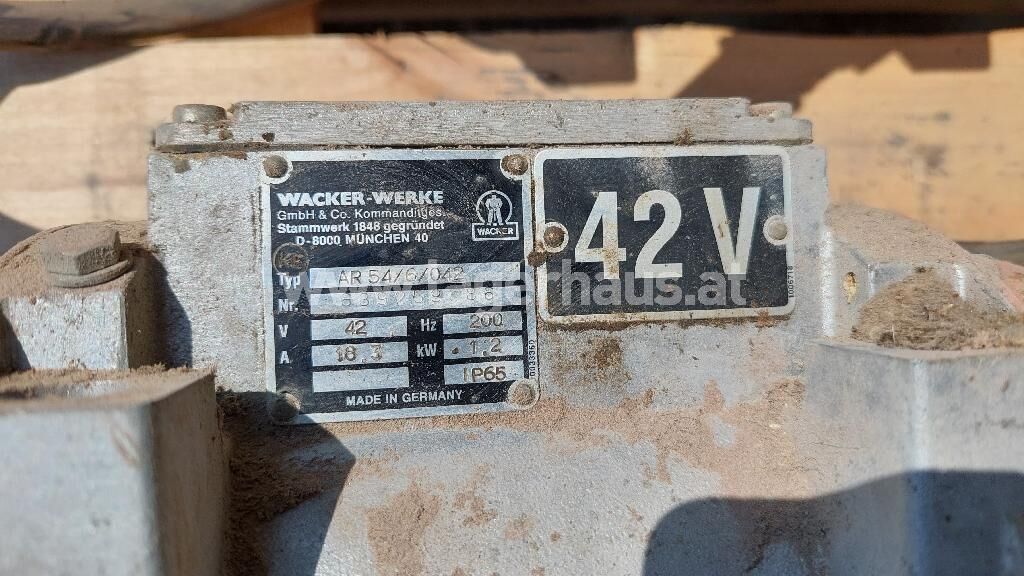 WACKER-WERKE
GmbH & Co. Kommanditges.
Stammwerk 1848 gegründet
D-8000 MÜNCHEN 40
WACKER
Typ AR 54/6/042
Nr.
V 42 Hz 200
A 18.3 kW 1.2
IP65
MADE IN GERMANY
42 V
www.lagerhaus.at